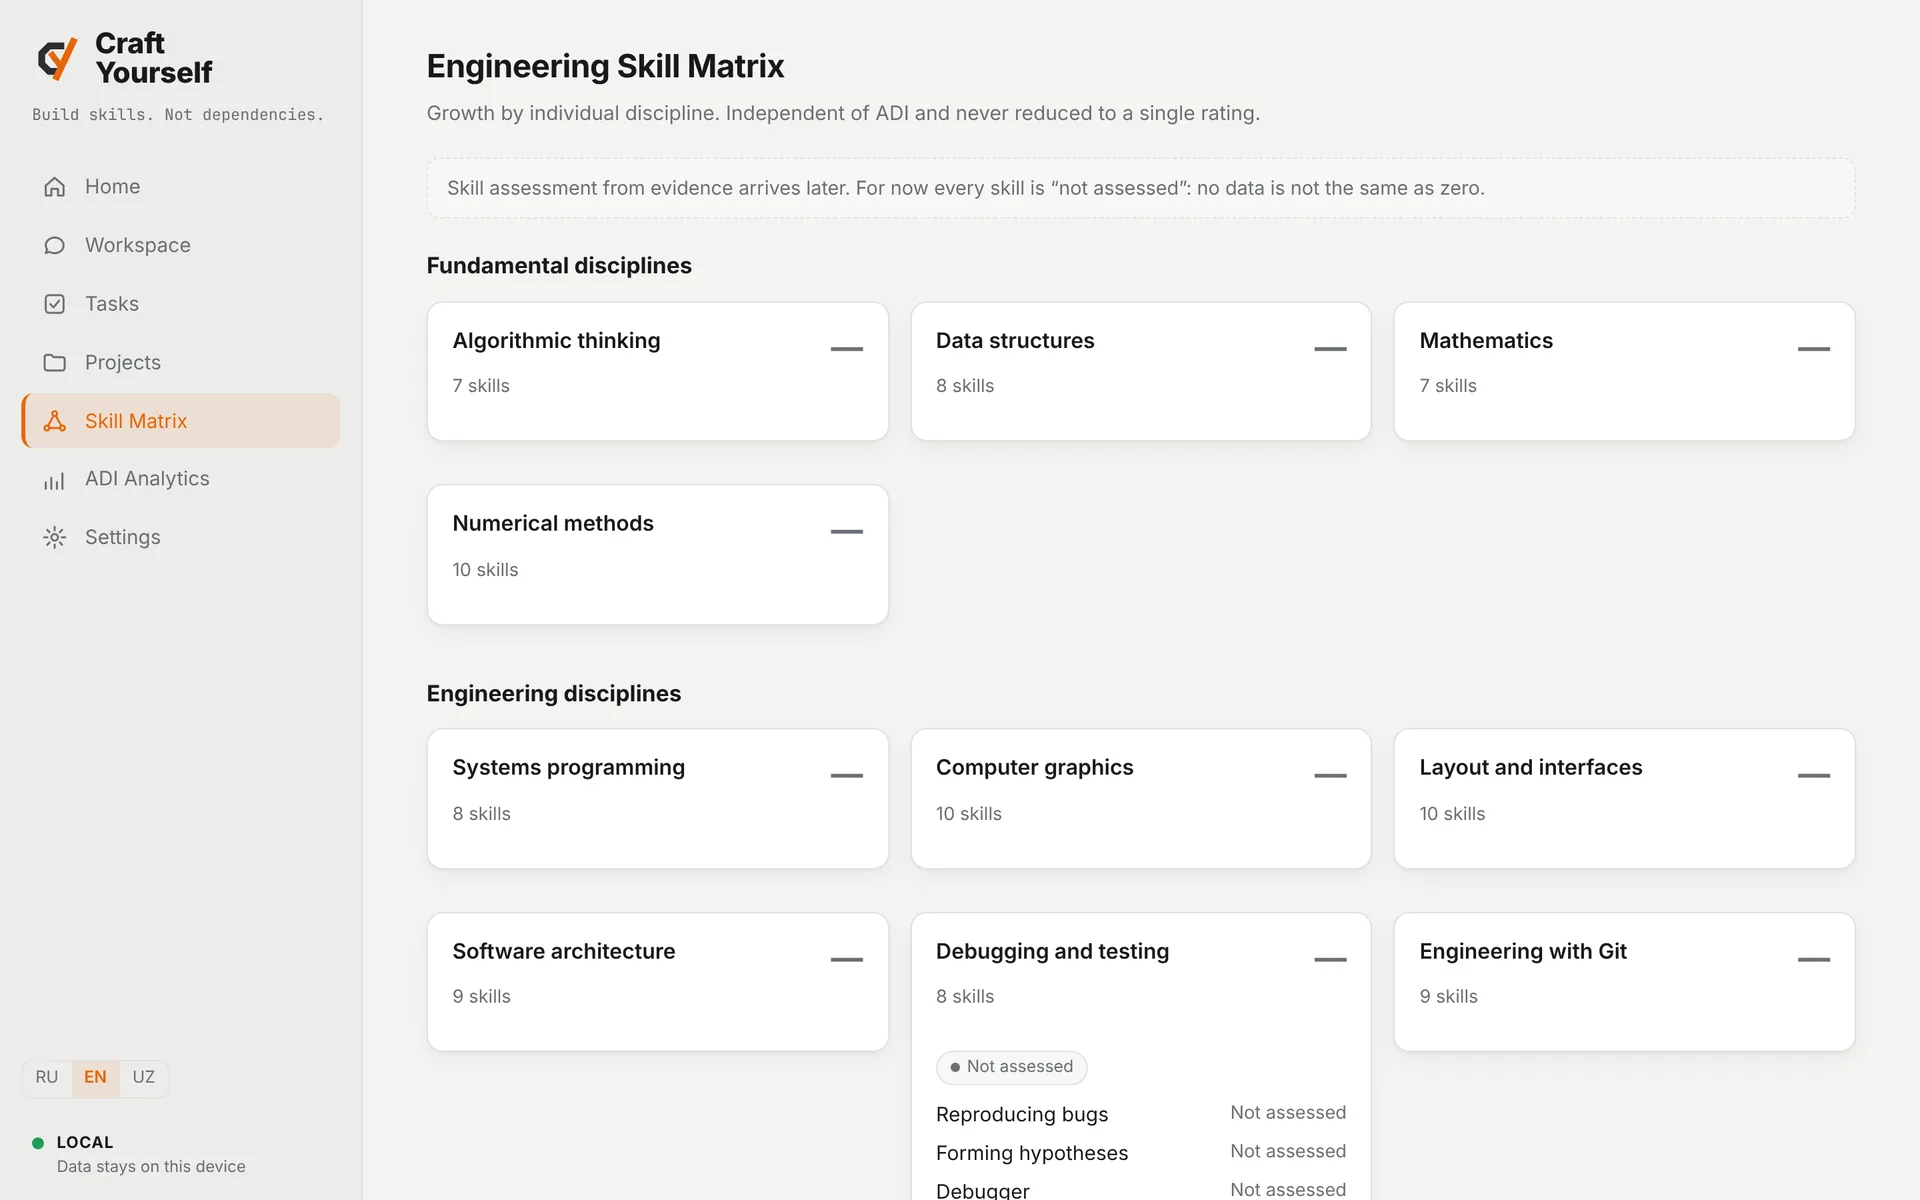 Craft
Yourself
Build skills. Not dependencies.
Home
Workspace
Tasks
Projects
Skill Matrix
ADI Analytics
Settings
RU EN UZ
LOCAL
Data stays on this device
Engineering Skill Matrix
Growth by individual discipline. Independent of ADI and never reduced to a single rating.
Skill assessment from evidence arrives later. For now every skill is “not assessed”: no data is not the same as zero.
Fundamental disciplines
Algorithmic thinking —
7 skills
Data structures —
8 skills
Mathematics —
7 skills
Numerical methods —
10 skills
Engineering disciplines
Systems programming —
8 skills
Computer graphics —
10 skills
Layout and interfaces —
10 skills
Software architecture —
9 skills
Debugging and testing —
8 skills
Not assessed
Reproducing bugs Not assessed
Forming hypotheses Not assessed
Debugger Not assessed
Engineering with Git —
9 skills